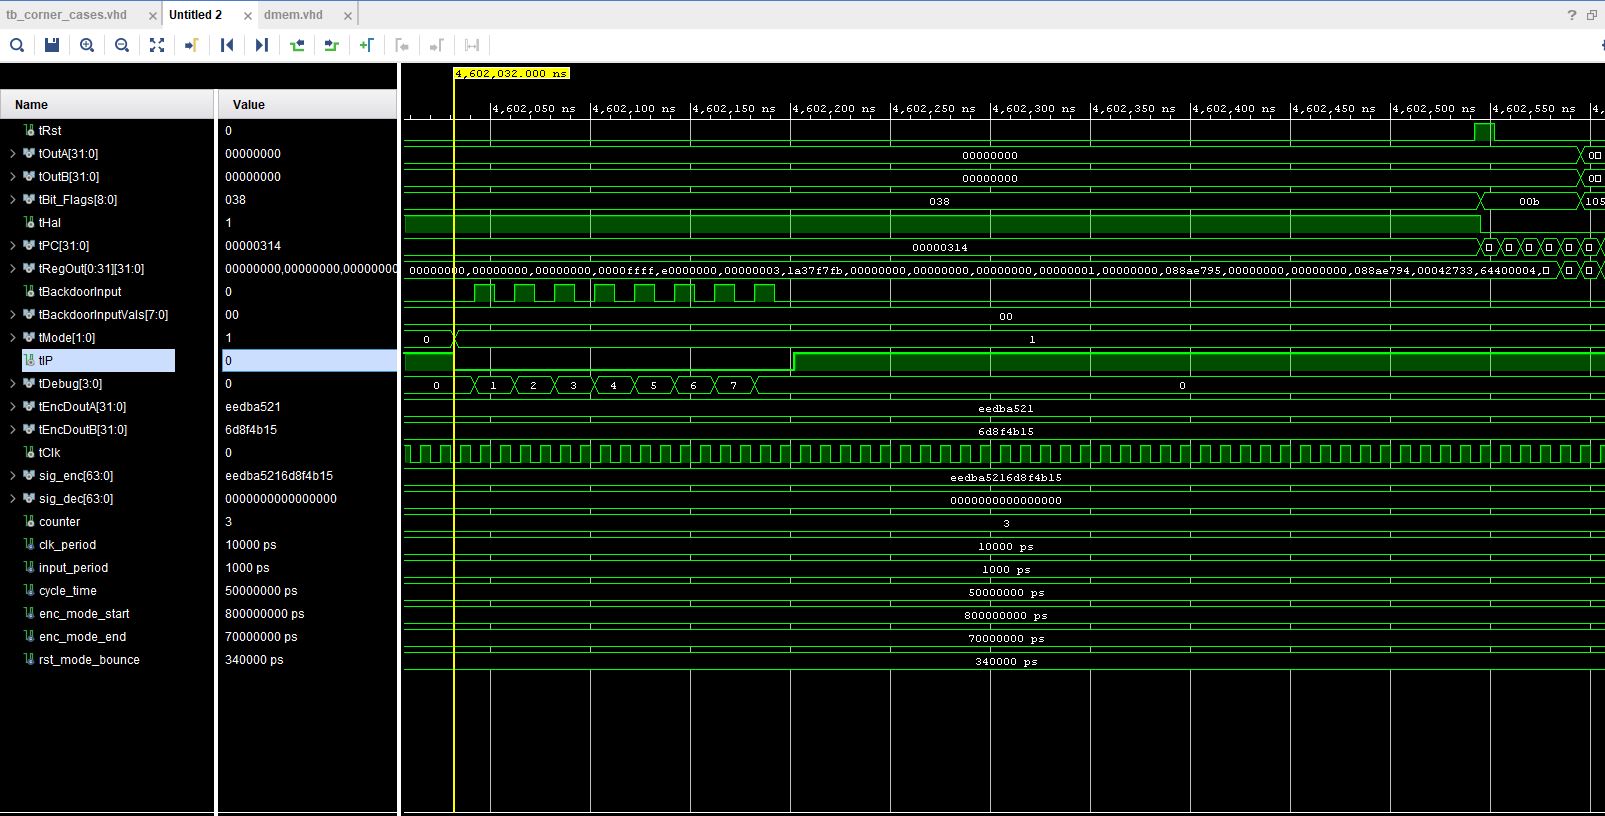 tb_corner_cases.vhd × Untitled 2 × dmem.vhd × ?
4,602,032.000 ns
Name Value
4,602,050 ns 4,602,100 ns 4,602,150 ns 4,602,200 ns 4,602,250 ns 4,602,300 ns 4,602,350 ns 4,602,400 ns 4,602,450 ns 4,602,500 ns 4,602,550 ns
tRst 0
tOutA[31:0] 00000000 00000000
tOutB[31:0] 00000000 00000000
tBit_Flags[8:0] 038 038 00b 105
tHal 1
tPC[31:0] 00000314 00000314
tRegOut[0:31][31:0] 00000000,00000000,00000000 00000000,00000000,00000000,0000ffff,e0000000,00000003,1a37f7fb,00000000,00000000,00000001,00000000,088ae795,00000000,00000000,088ae794,00042733,64400004,
tBackdoorInput 0
tBackdoorInputVals[7:0] 00 00
tMode[1:0] 1 0 1
tIP 0
tDebug[3:0] 0 0 1 2 3 4 5 6 7 0
tEncDoutA[31:0] eedba521 eedba521
tEncDoutB[31:0] 6d8f4b15 6d8f4b15
tClk 0
sig_enc[63:0] eedba5216d8f4b15 eedba5216d8f4b15
sig_dec[63:0] 0000000000000000 0000000000000000
counter 3 3
clk_period 10000 ps 10000 ps
input_period 1000 ps 1000 ps
cycle_time 50000000 ps 50000000 ps
enc_mode_start 800000000 ps 800000000 ps
enc_mode_end 70000000 ps 70000000 ps
rst_mode_bounce 340000 ps 340000 ps